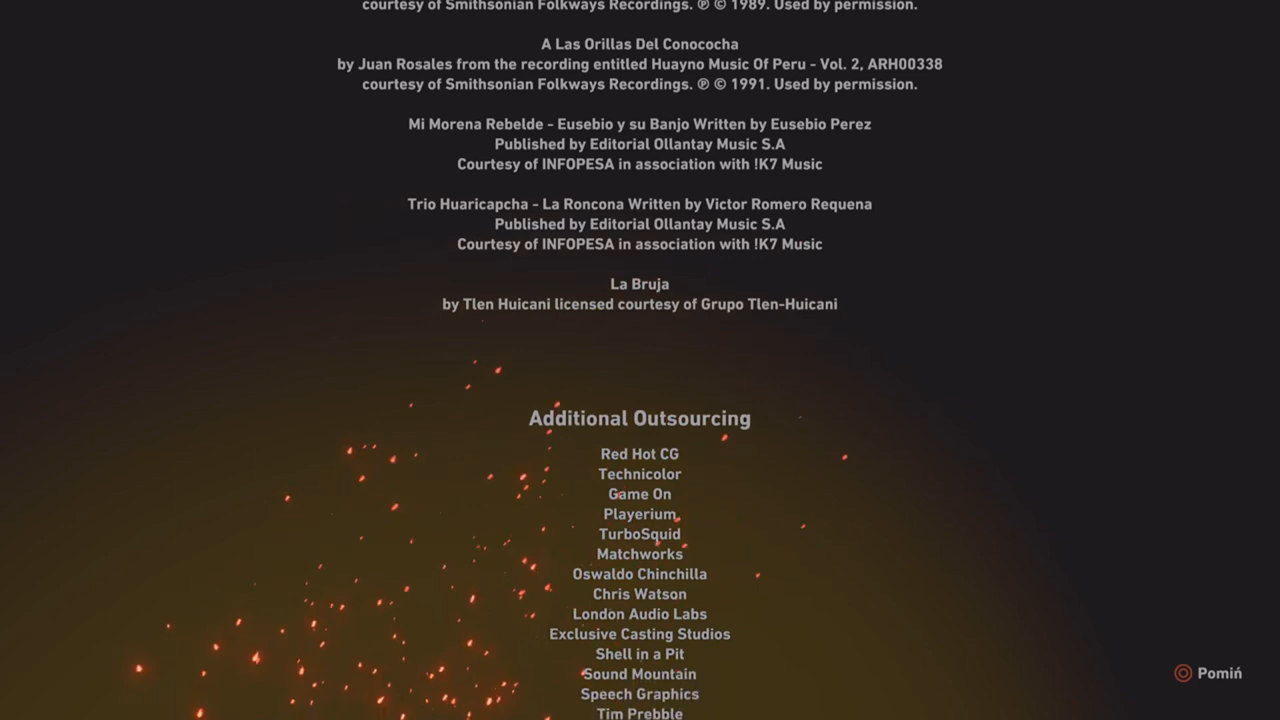 courtesy of Smithsonian Folkways Recordings. ℗ © 1989. Used by permission.
A Las Orillas Del Conococha
by Juan Rosales from the recording entitled Huayno Music Of Peru - Vol. 2, ARH00338
courtesy of Smithsonian Folkways Recordings. ℗ © 1991. Used by permission.
Mi Morena Rebelde - Eusebio y su Banjo Written by Eusebio Perez
Published by Editorial Ollantay Music S.A
Courtesy of INFOPESA in association with !K7 Music
Trio Huaricapcha - La Roncona Written by Victor Romero Requena
Published by Editorial Ollantay Music S.A
Courtesy of INFOPESA in association with !K7 Music
La Bruja
by Tlen Huicani licensed courtesy of Grupo Tlen-Huicani
Additional Outsourcing
Red Hot CG
Technicolor
Game On
Playerium
TurboSquid
Matchworks
Oswaldo Chinchilla
Chris Watson
London Audio Labs
Exclusive Casting Studios
Shell in a Pit
Sound Mountain
Speech Graphics
Tim Prebble
Pomiń